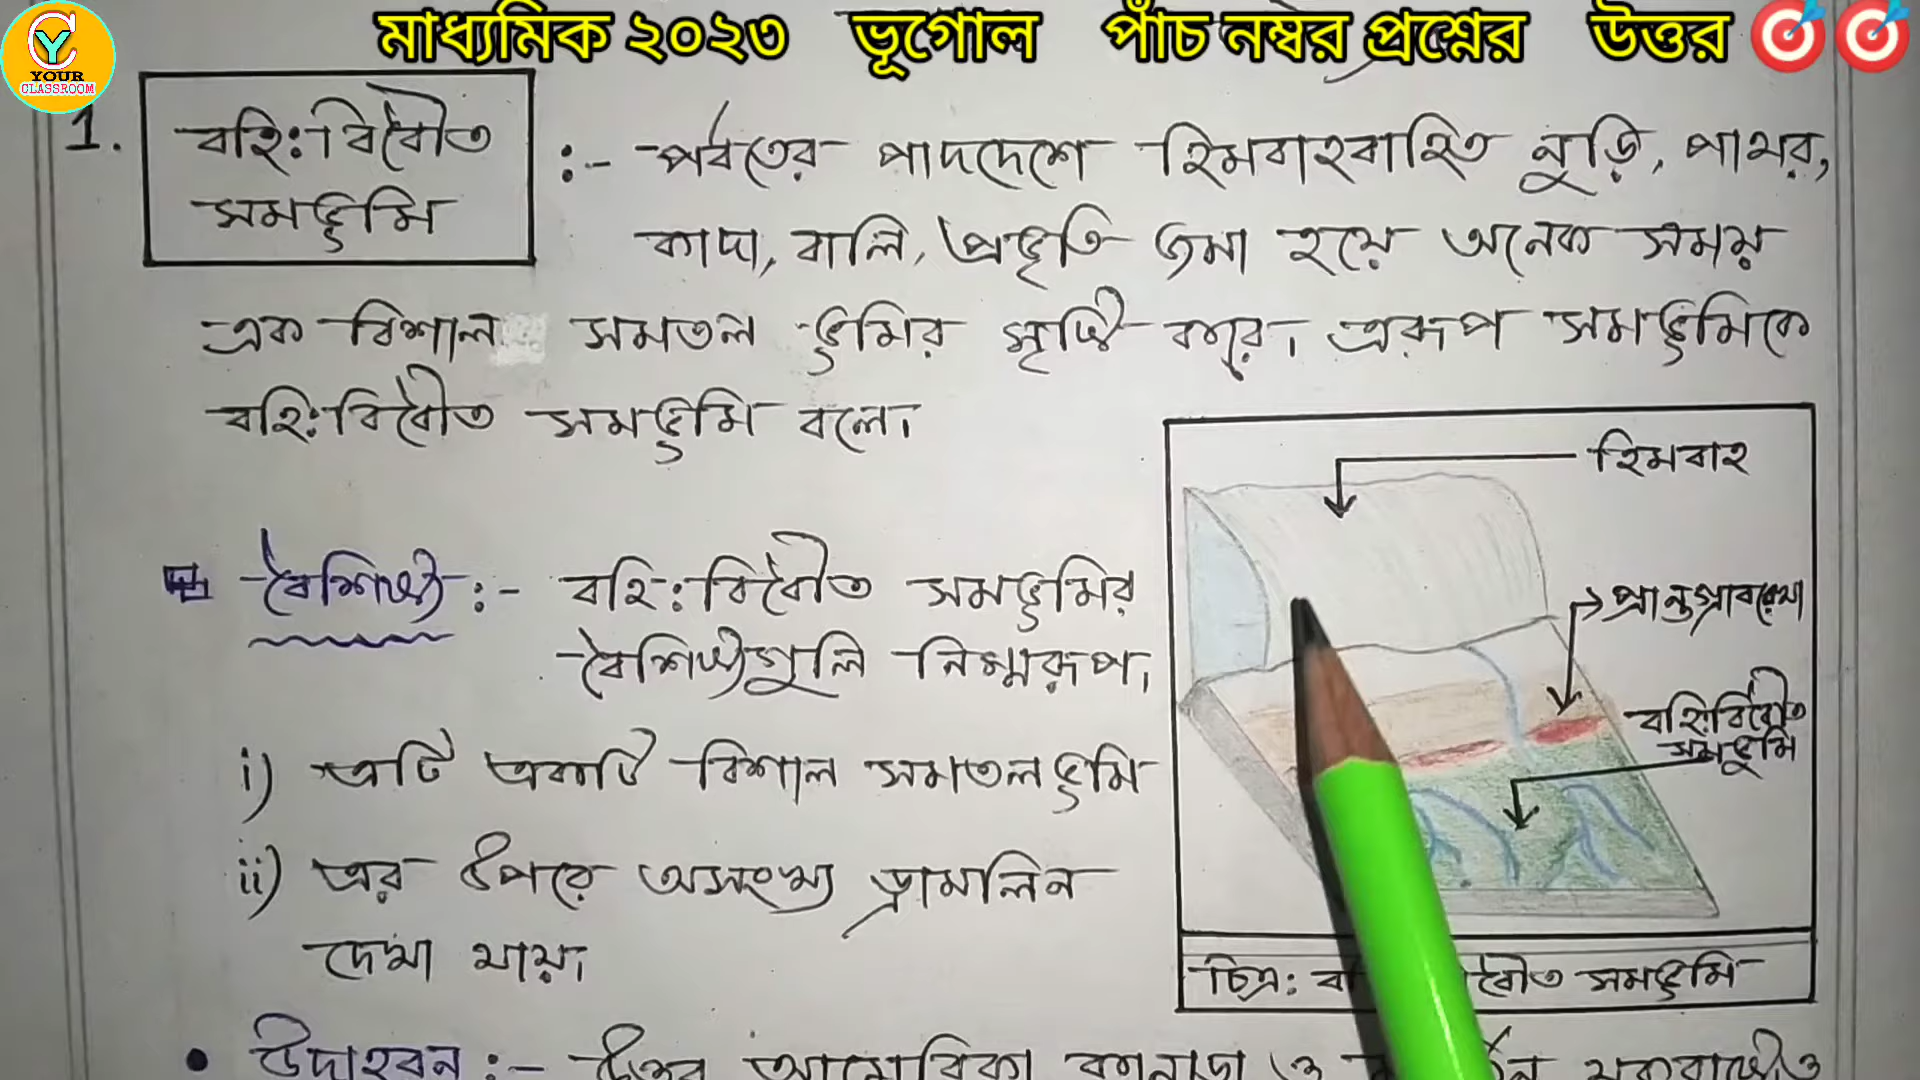 মাধ্যমিক ২০২৩ ভূগোল পাঁচ নম্বর প্রশ্নের উত্তর
YOUR
CLASSROOM
1. বহিঃবিধৌত
সমভূমি
:- পর্বতের পাদদেশে হিমবাহবাহিত নুড়ি, পাথর,
কাদা, বালি, প্রভৃতি জমা হয়ে অনেক সময়
এক বিশাল সমতল ভূমির সৃষ্টি করে। এরূপ সমভূমিকে
বহিঃবিধৌত সমভূমি বলে।
বৈশিষ্ট্য :- বহিঃবিধৌত সমভূমির
বৈশিষ্ট্যগুলি নিম্নরূপ।
i) এটি একটি বিশাল সমতলভূমি
ii) এর উপরে অসংখ্য ড্রামলিন
দেখা যায়।
হিমবাহ
প্রান্তগ্রাবরেখা
বহিঃবিধৌত
সমভূমি
চিত্র: সমভূমি
• উদাহরন :- উত্তর আমেরিকা কানাডা ও